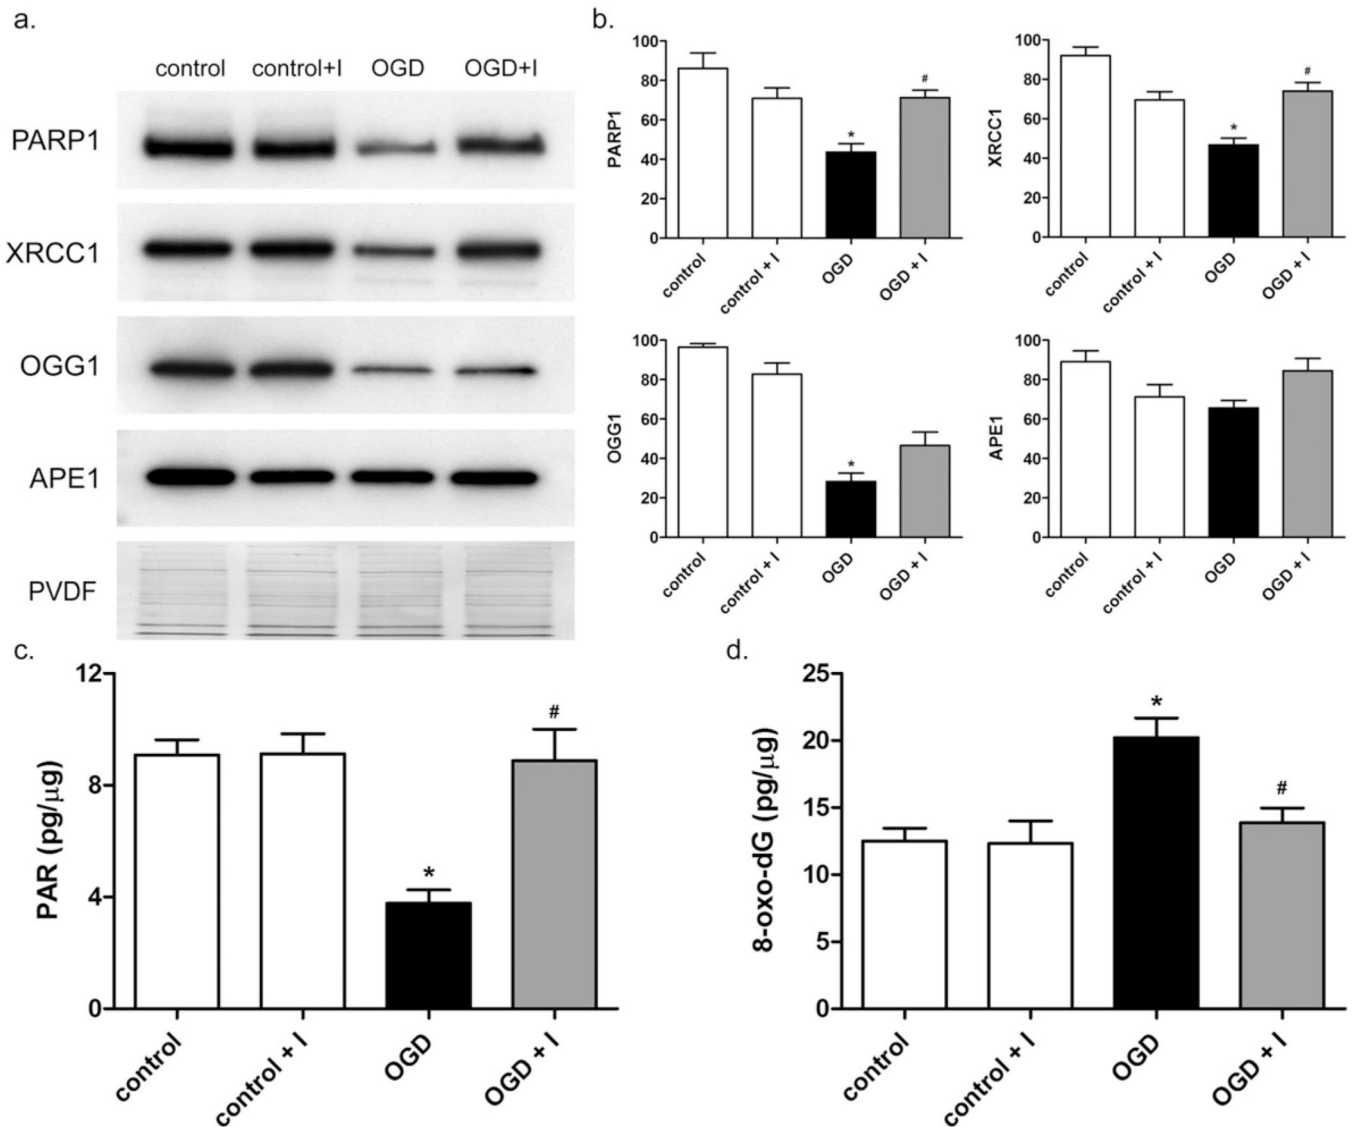 a.
control control+I OGD OGD+I
PARP1
XRCC1
OGG1
APE1
PVDF
b.
100
80
60
40
20
0
PARP1
*
#
control
control + I
OGD
OGD + I
100
80
60
40
20
0
XRCC1
*
#
control
control + I
OGD
OGD + I
100
80
60
40
20
0
OGG1
*
control
control + I
OGD
OGD + I
100
80
60
40
20
0
APE1
control
control + I
OGD
OGD + I
c.
12
8
4
0
PAR (pg/μg)
*
#
control
control + I
OGD
OGD + I
d.
25
20
15
10
5
0
8-oxo-dG (pg/μg)
*
#
control
control + I
OGD
OGD + I